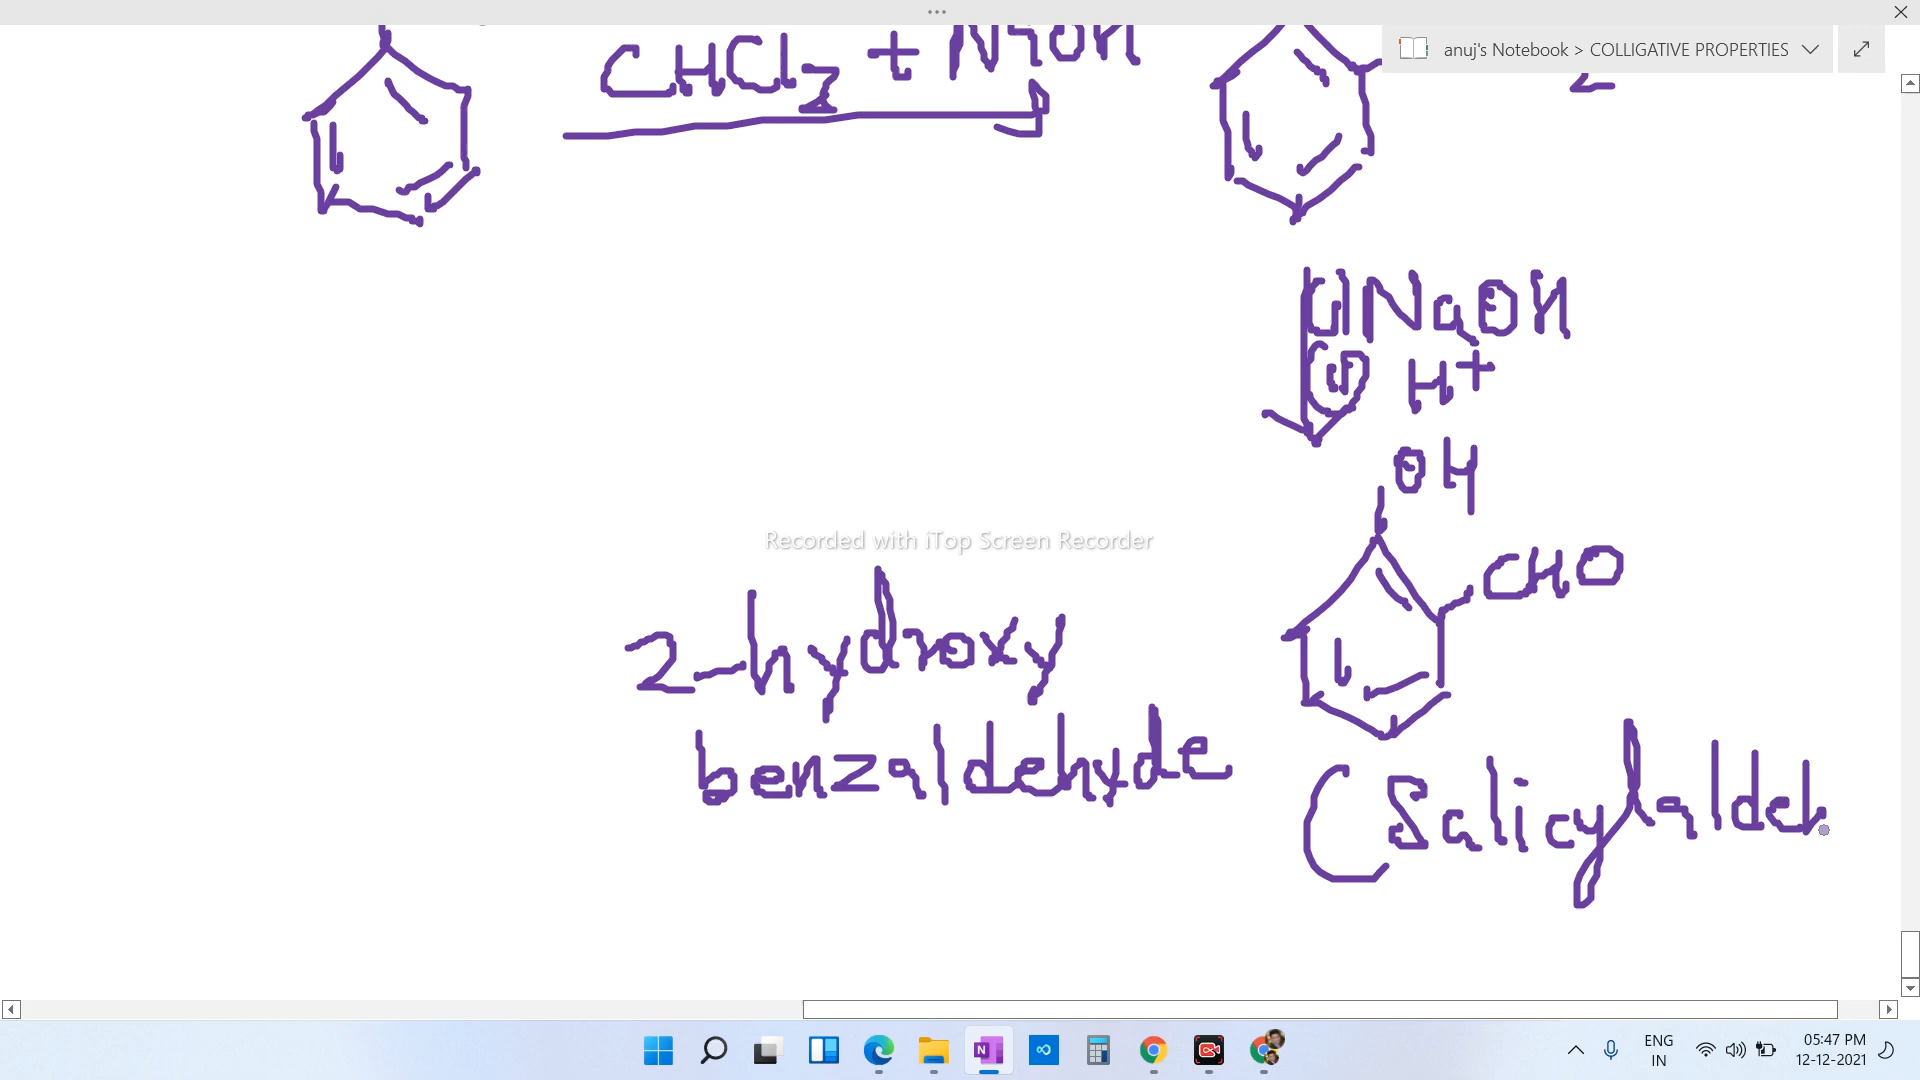 anuj's Notebook > COLLIGATIVE PROPERTIES
CHCl3 + NaOH
2
NaOH
H+
OH
CHO
Recorded with iTop Screen Recorder
2-hydroxy
benzaldehyde
(Salicylaldeh
ENG
IN
05:47 PM
12-12-2021